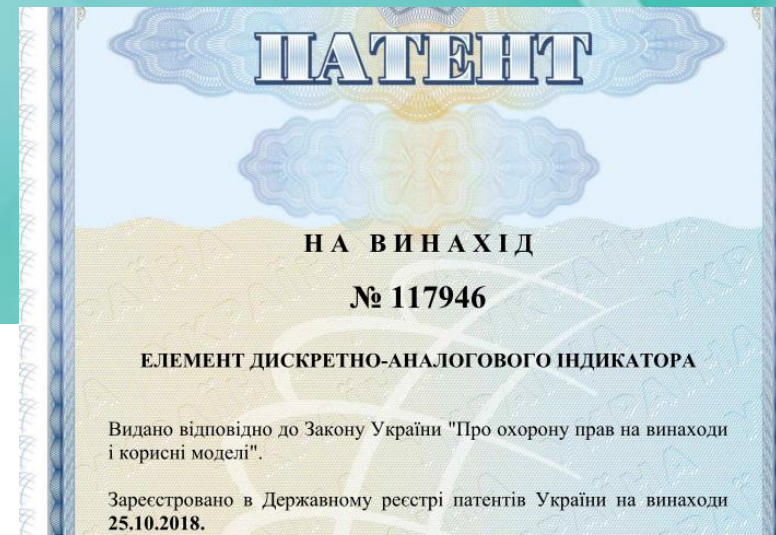 ПАТЕНТ
НА ВИНАХІД
№ 117946
ЕЛЕМЕНТ ДИСКРЕТНО-АНАЛОГОВОГО ІНДИКАТОРА
Видано відповідно до Закону України "Про охорону прав на винаходи
і корисні моделі".
Зареєстровано в Державному реєстрі патентів України на винаходи
25.10.2018.